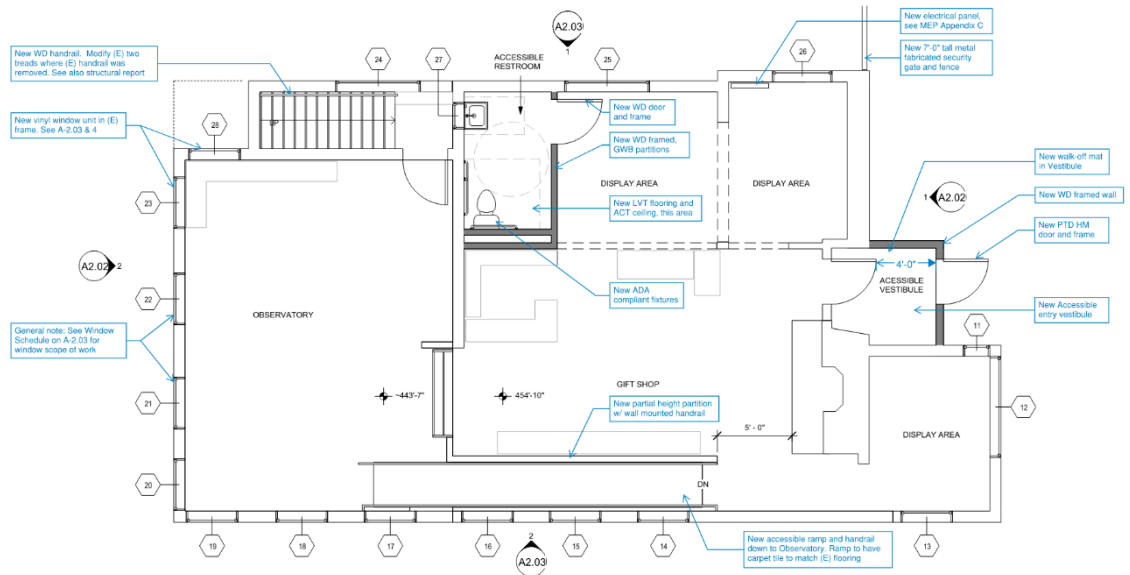 A2.03
1
New electrical panel,
see MEP Appendix C
New WD handrail. Modify (E) two
treads where (E) handrail was
removed. See also structural report
24
27
ACCESSIBLE
RESTROOM
25
26
New 7'-0" tall metal
fabricated security
gate and fence
New WD door
and frame
New vinyl window unit in (E)
frame. See A-2.03 & 4
28
UP
New WD framed,
GWB partitions
New walk-off mat
in Vestibule
DISPLAY AREA
DISPLAY AREA
1
A2.02
New WD framed wall
23
New LVT flooring and
ACT ceiling, this area
New PTD HM
door and frame
A2.02
2
4'-0"
ACESSIBLE
VESTIBULE
22
New ADA
compliant fixtures
New Accessible
entry vestibule
OBSERVATORY
General note: See Window
Schedule on A-2.03 for
window scope of work
11
GIFT SHOP
~443'-7"
454'-10"
21
12
New partial height partition
w/ wall mounted handrail
5' - 0"
DISPLAY AREA
20
DN
19
18
17
16
2
A2.03
15
14
New accessible ramp and handrail
down to Observatory. Ramp to have
carpet tile to match (E) flooring
13